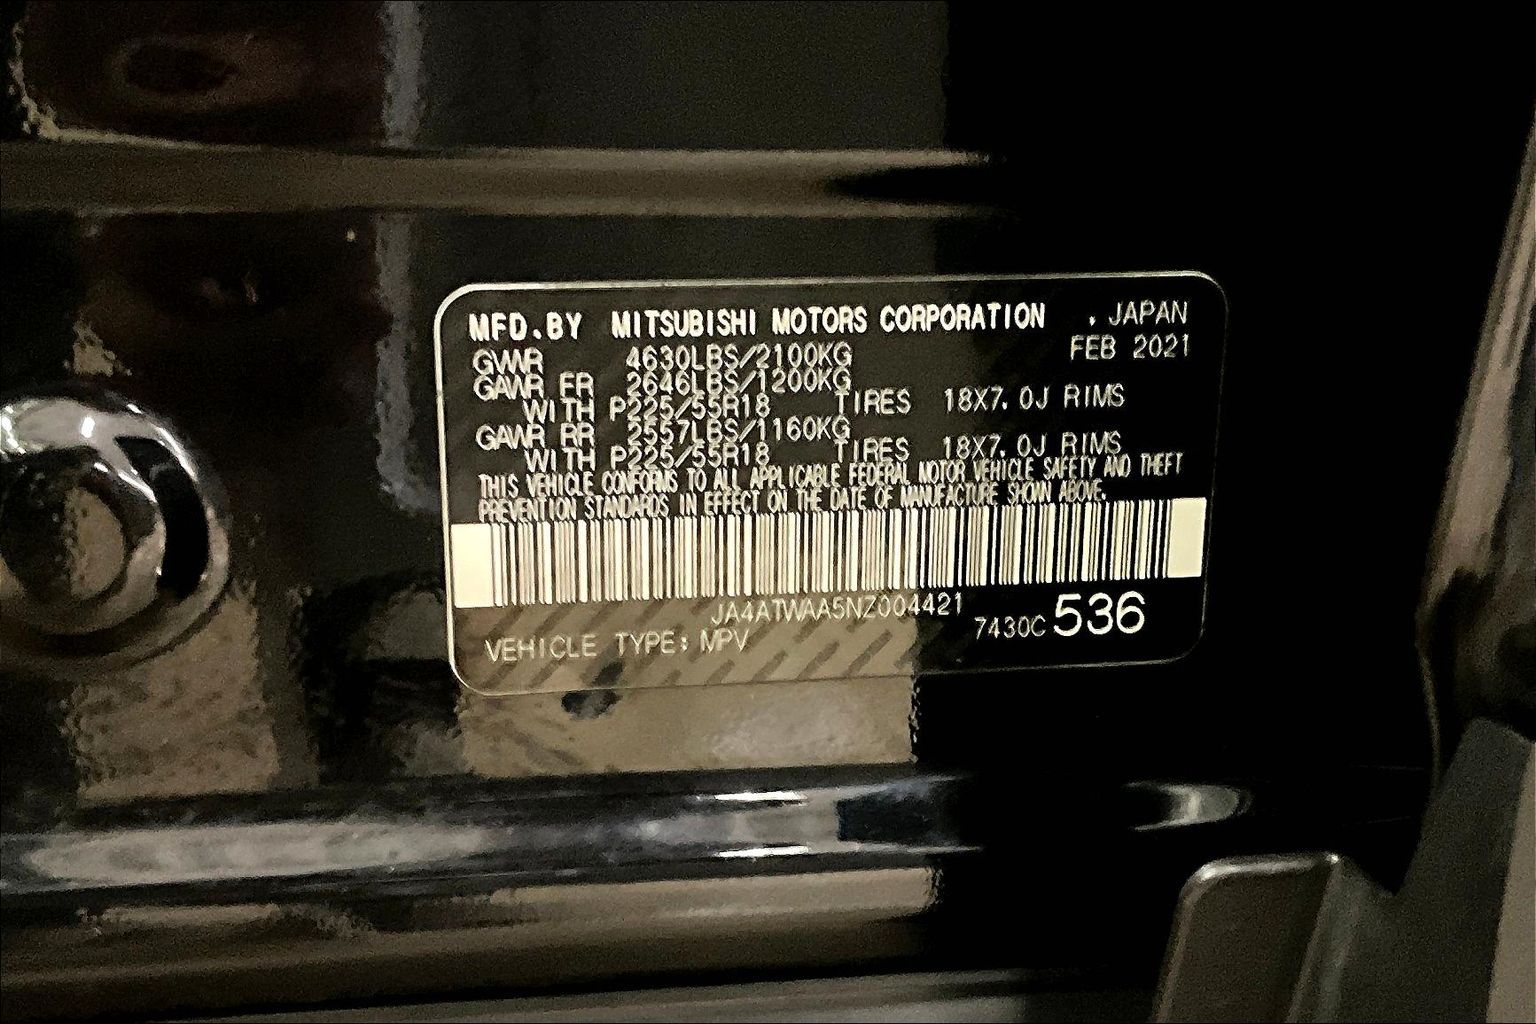 MFD.BY MITSUBISHI MOTORS CORPORATION , JAPAN
FEB 2021
GVWR 4630LBS/2100KG
GAWR FR 2646LBS/1200KG
WITH P225/55R18 TIRES 18X7.0J RIMS
GAWR RR 2557LBS/1160KG
WITH P225/55R18 TIRES 18X7.0J RIMS
THIS VEHICLE CONFORMS TO ALL APPLICABLE FEDERAL MOTOR VEHICLE SAFETY AND THEFT
PREVENTION STANDARDS IN EFFECT ON THE DATE OF MANUFACTURE SHOWN ABOVE.
JA4ATWAA5NZ004421
7430C 536
VEHICLE TYPE: MPV